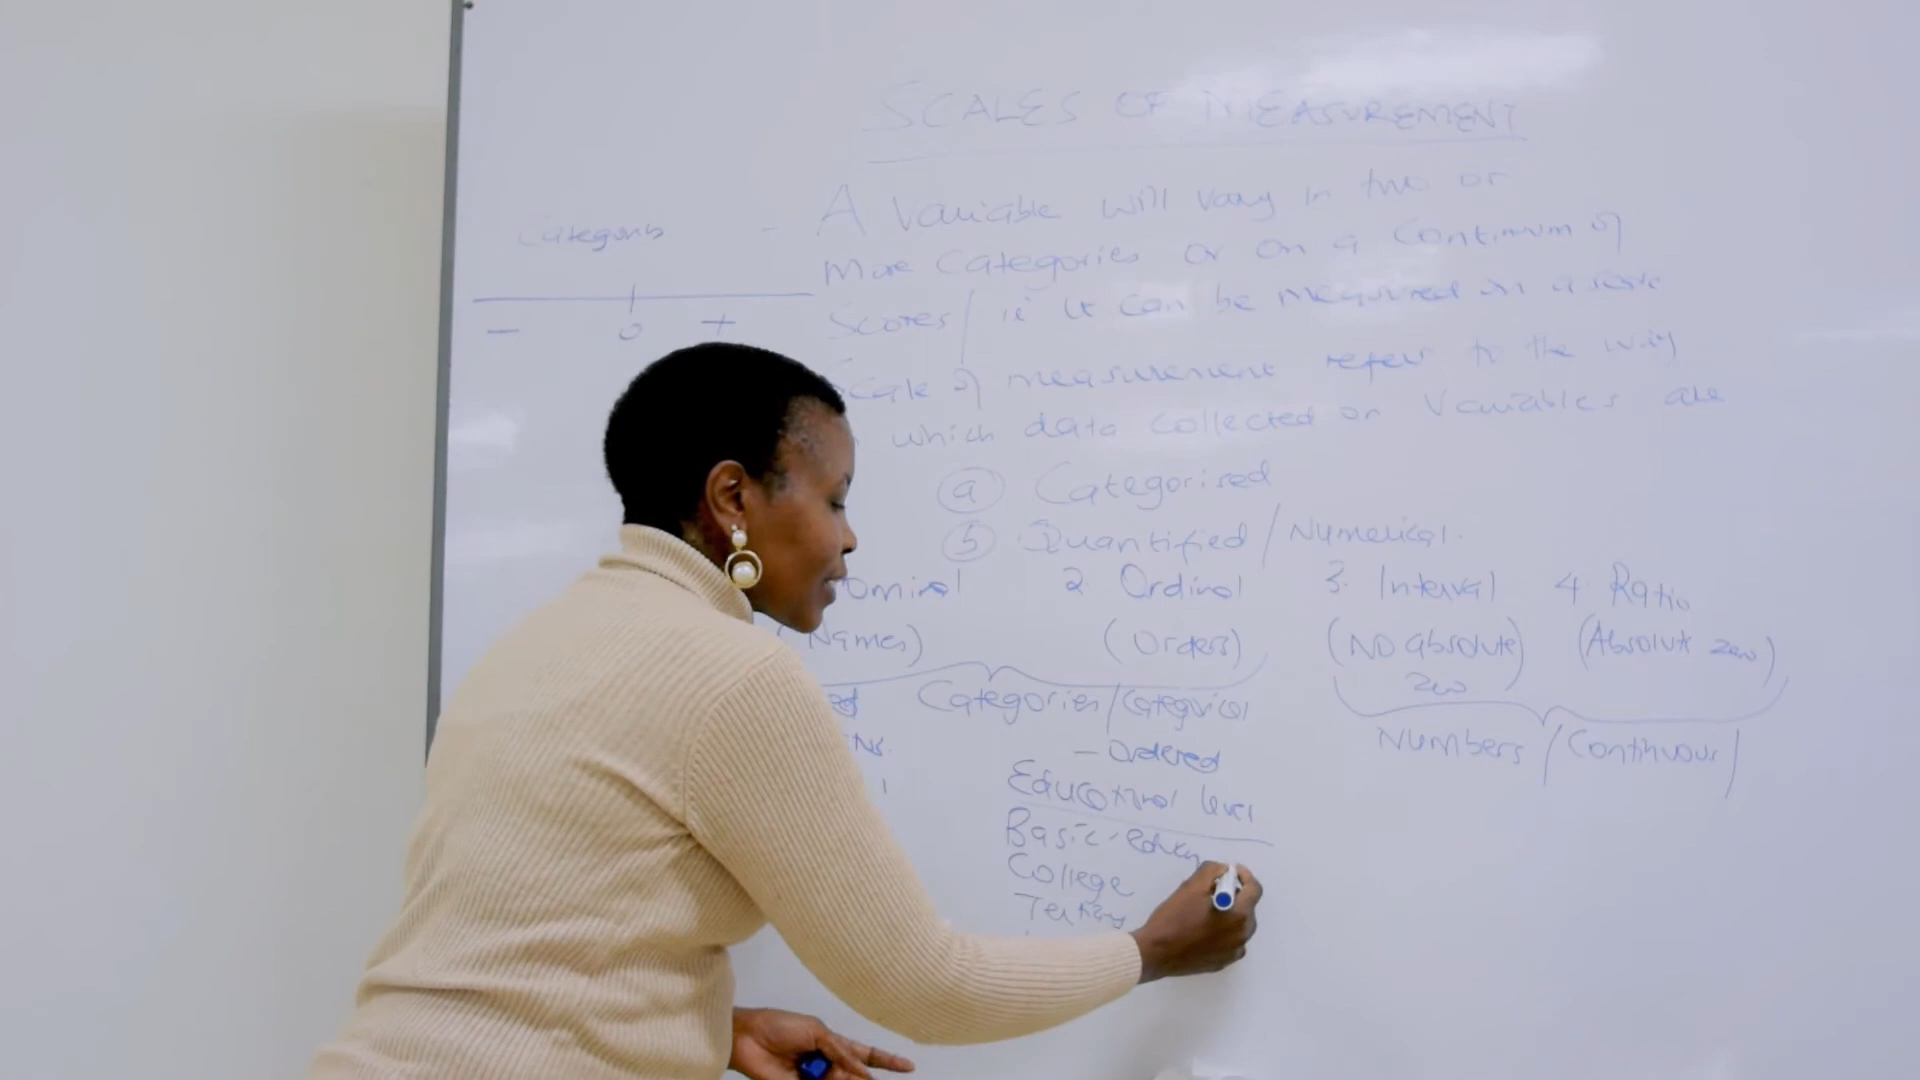 SCALES OF MEASUREMENT
Categories
- A Variable will vary in two or
more categories or on a continuum of
Scores / ie it can be measured on a scale
Scale of measurement refer to the way
which data collected on Variables are
(a) Categorised
(b) Quantified / Numerical.
ominal 2. Ordinal 3. Interval 4. Ratio
(Names) (Orders) (No absolute zero) (Absolute zero)
Categories / Categorical
Numbers / Continuous /
- Ordered
Educational level
Basic
College
Tertiary
- 0 +